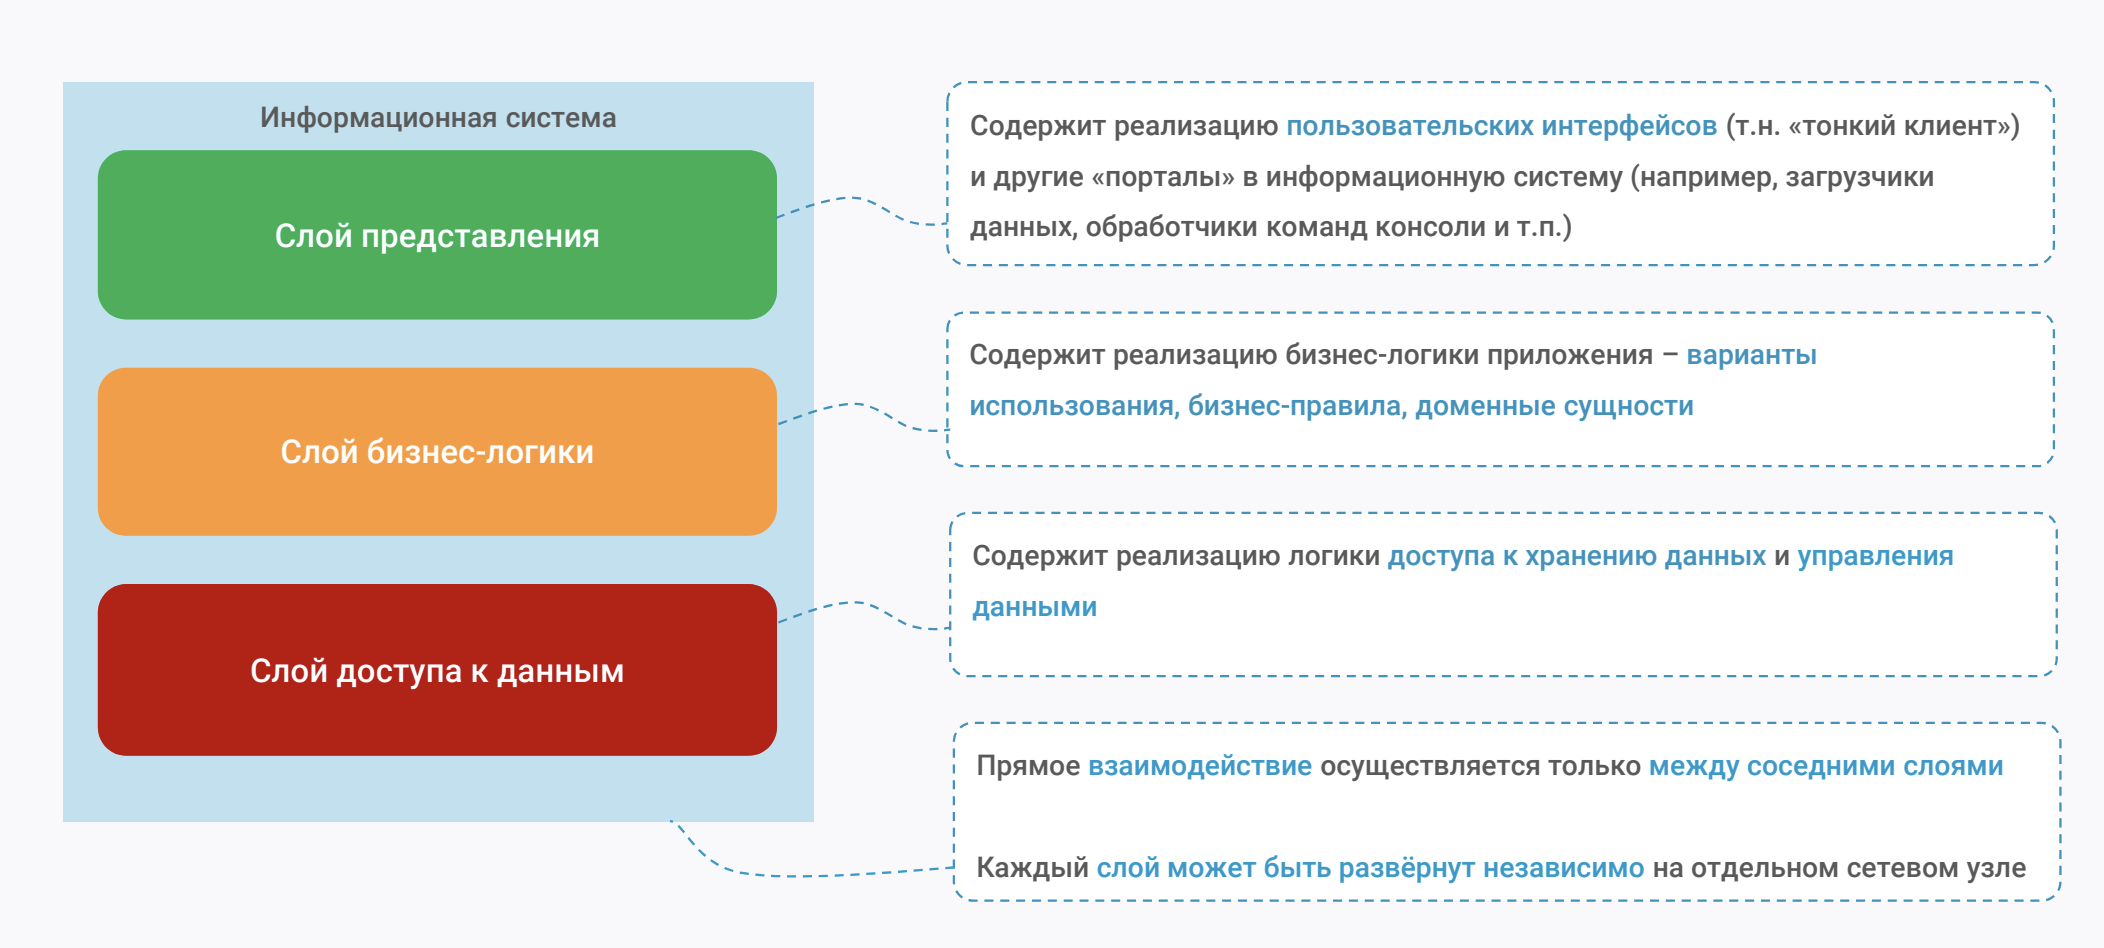 Информационная система
Слой представления
Содержит реализацию пользовательских интерфейсов (т.н. «тонкий клиент»)
и другие «порталы» в информационную систему (например, загрузчики
данных, обработчики команд консоли и т.п.)
Слой бизнес-логики
Содержит реализацию бизнес-логики приложения – варианты
использования, бизнес-правила, доменные сущности
Слой доступа к данным
Содержит реализацию логики доступа к хранению данных и управления
данными
Прямое взаимодействие осуществляется только между соседними слоями
Каждый слой может быть развёрнут независимо на отдельном сетевом узле